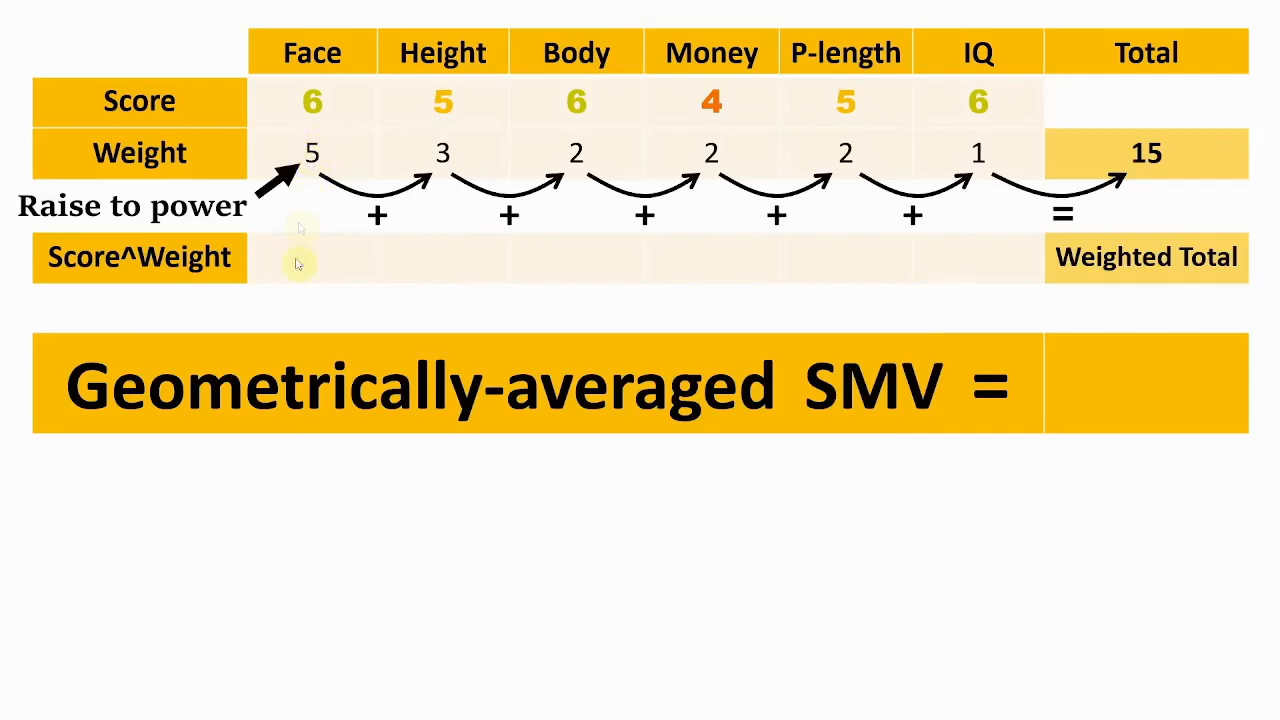 Face Height Body Money P-length IQ Total
Score 6 5 6 4 5 6
Weight 5 3 2 2 2 1 15
Raise to power + + + + + =
Score^Weight Weighted Total
Geometrically-averaged SMV =